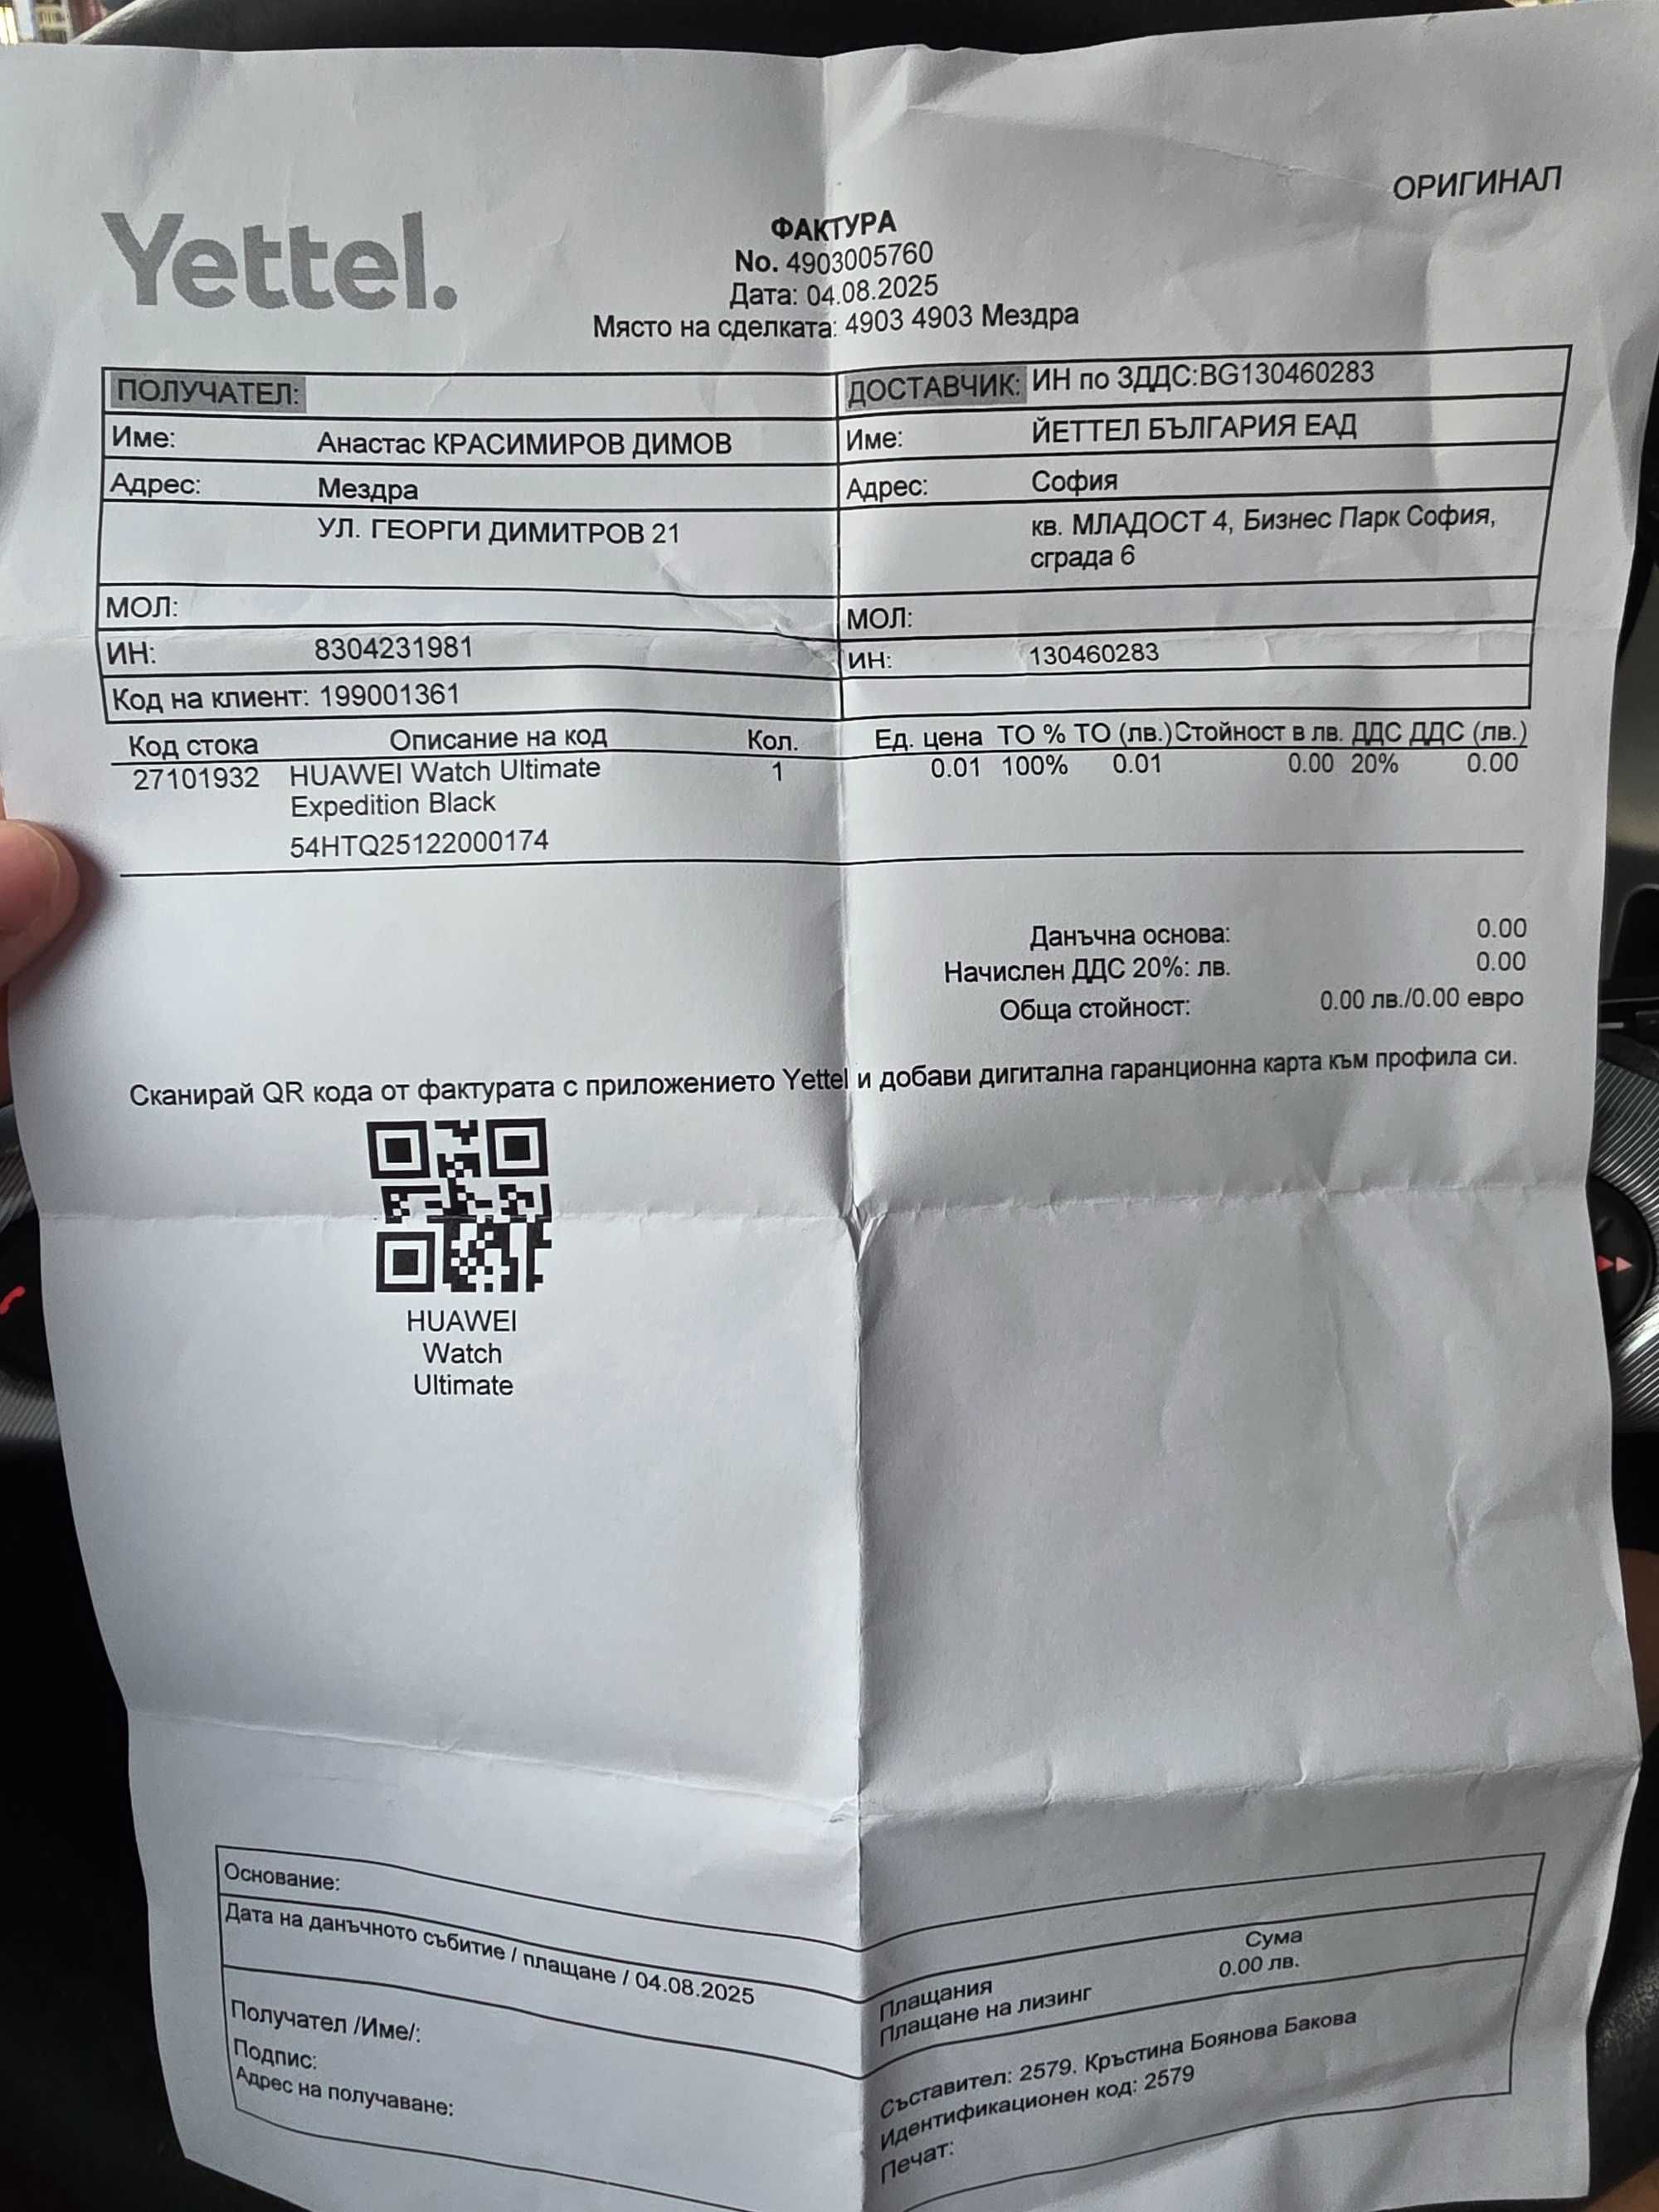 ОРИГИНАЛ
Yettel.
ФАКТУРА
No. 4903005760
Дата: 04.08.2025
Място на сделката: 4903 4903 Мездра
ПОЛУЧАТЕЛ:
Име: Анастас КРАСИМИРОВ ДИМОВ
Адрес: Мездра
УЛ. ГЕОРГИ ДИМИТРОВ 21
МОЛ:
ИН: 8304231981
Код на клиент: 199001361
ДОСТАВЧИК: ИН по ЗДДС:BG130460283
Име: ЙЕТТЕЛ БЪЛГАРИЯ ЕАД
Адрес: София
кв. МЛАДОСТ 4, Бизнес Парк София,
сграда 6
МОЛ:
ИН: 130460283
Код стока Описание на код Кол. Ед. цена ТО % ТО (лв.) Стойност в лв. ДДС ДДС (лв.)
27101932 HUAWEI Watch Ultimate 1 0.01 100% 0.01 0.00 20% 0.00
Expedition Black
54HTQ25122000174
Данъчна основа: 0.00
Начислен ДДС 20%: лв. 0.00
Обща стойност: 0.00 лв./0.00 евро
Сканирай QR кода от фактурата с приложението Yettel и добави дигитална гаранционна карта към профила си.
HUAWEI
Watch
Ultimate
Основание:
Дата на данъчното събитие / плащане / 04.08.2025
Получател /Име/:
Подпис:
Адрес на получаване:
Плащания Сума
Плащане на лизинг 0.00 лв.
Съставител: 2579. Кръстина Боянова Бакова
Идентификационен код: 2579
Печат: